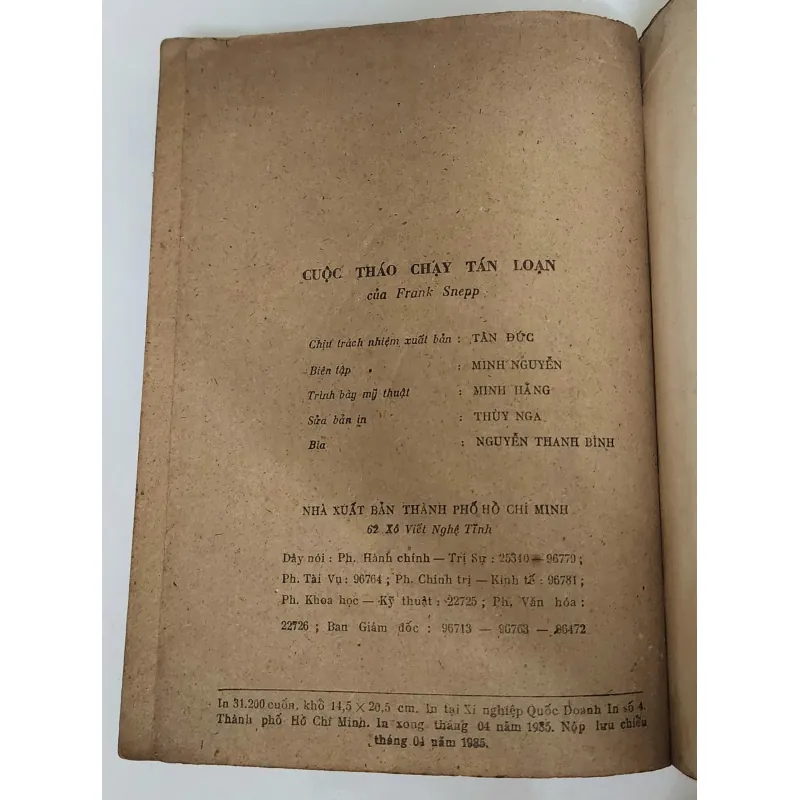 CUỘC THÁO CHẠY TÁN LOẠN
của Frank Snepp
Chịu trách nhiệm xuất bản : TÂN ĐỨC
Biên tập : MINH NGUYỄN
Trình bày mỹ thuật : MINH HẰNG
Sửa bản in : THÙY NGA
Bìa : NGUYỄN THANH BÌNH
NHÀ XUẤT BẢN THÀNH PHỐ HỒ CHÍ MINH
62 Xô Viết Nghệ Tĩnh
Dây nói : Ph. Hành chính — Trị Sự : 25340 — 96779 ;
Ph. Tài Vụ : 96764 ; Ph. Chính trị — Kinh tế : 96781 ;
Ph. Khoa học — Kỹ thuật : 22725 ; Ph. Văn hóa :
22726 ; Ban Giám đốc : 96713 — 96763 — 96472
In 31.200 cuốn, khổ 14,5 × 20,5 cm. In tại Xí nghiệp Quốc Doanh In số 4.
Thành phố Hồ Chí Minh. In xong tháng 04 năm 1985. Nộp lưu chiểu
tháng 04 năm 1985.